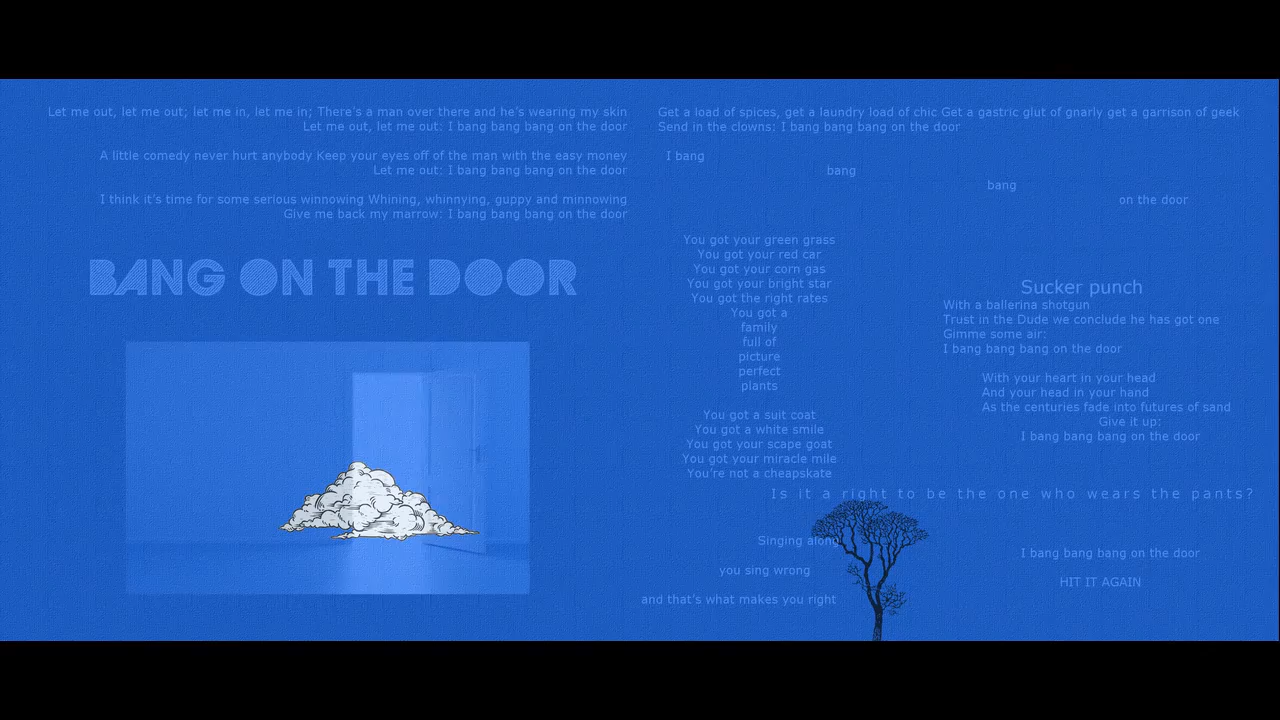 Let me out, let me out; let me in, let me in; There's a man over there and he's wearing my skin
Let me out, let me out: I bang bang bang on the door
A little comedy never hurt anybody Keep your eyes off of the man with the easy money
Let me out: I bang bang bang on the door
I think it's time for some serious winnowing Whining, whinnying, guppy and minnowing
Give me back my marrow: I bang bang bang on the door
BANG ON THE DOOR
Get a load of spices, get a laundry load of chic Get a gastric glut of gnarly get a garrison of geek
Send in the clowns: I bang bang bang on the door
I bang
bang
bang
on the door
You got your green grass
You got your red car
You got your corn gas
You got your bright star
You got the right rates
You got a
family
full of
picture
perfect
plants
You got a suit coat
You got a white smile
You got your scape goat
You got your miracle mile
You're not a cheapskate
Is it a right to be the one who wears the pants?
Singing along
you sing wrong
and that's what makes you right
Sucker punch
With a ballerina shotgun
Trust in the Dude we conclude he has got one
Gimme some air:
I bang bang bang on the door
With your heart in your head
And your head in your hand
As the centuries fade into futures of sand
Give it up:
I bang bang bang on the door
I bang bang bang on the door
HIT IT AGAIN